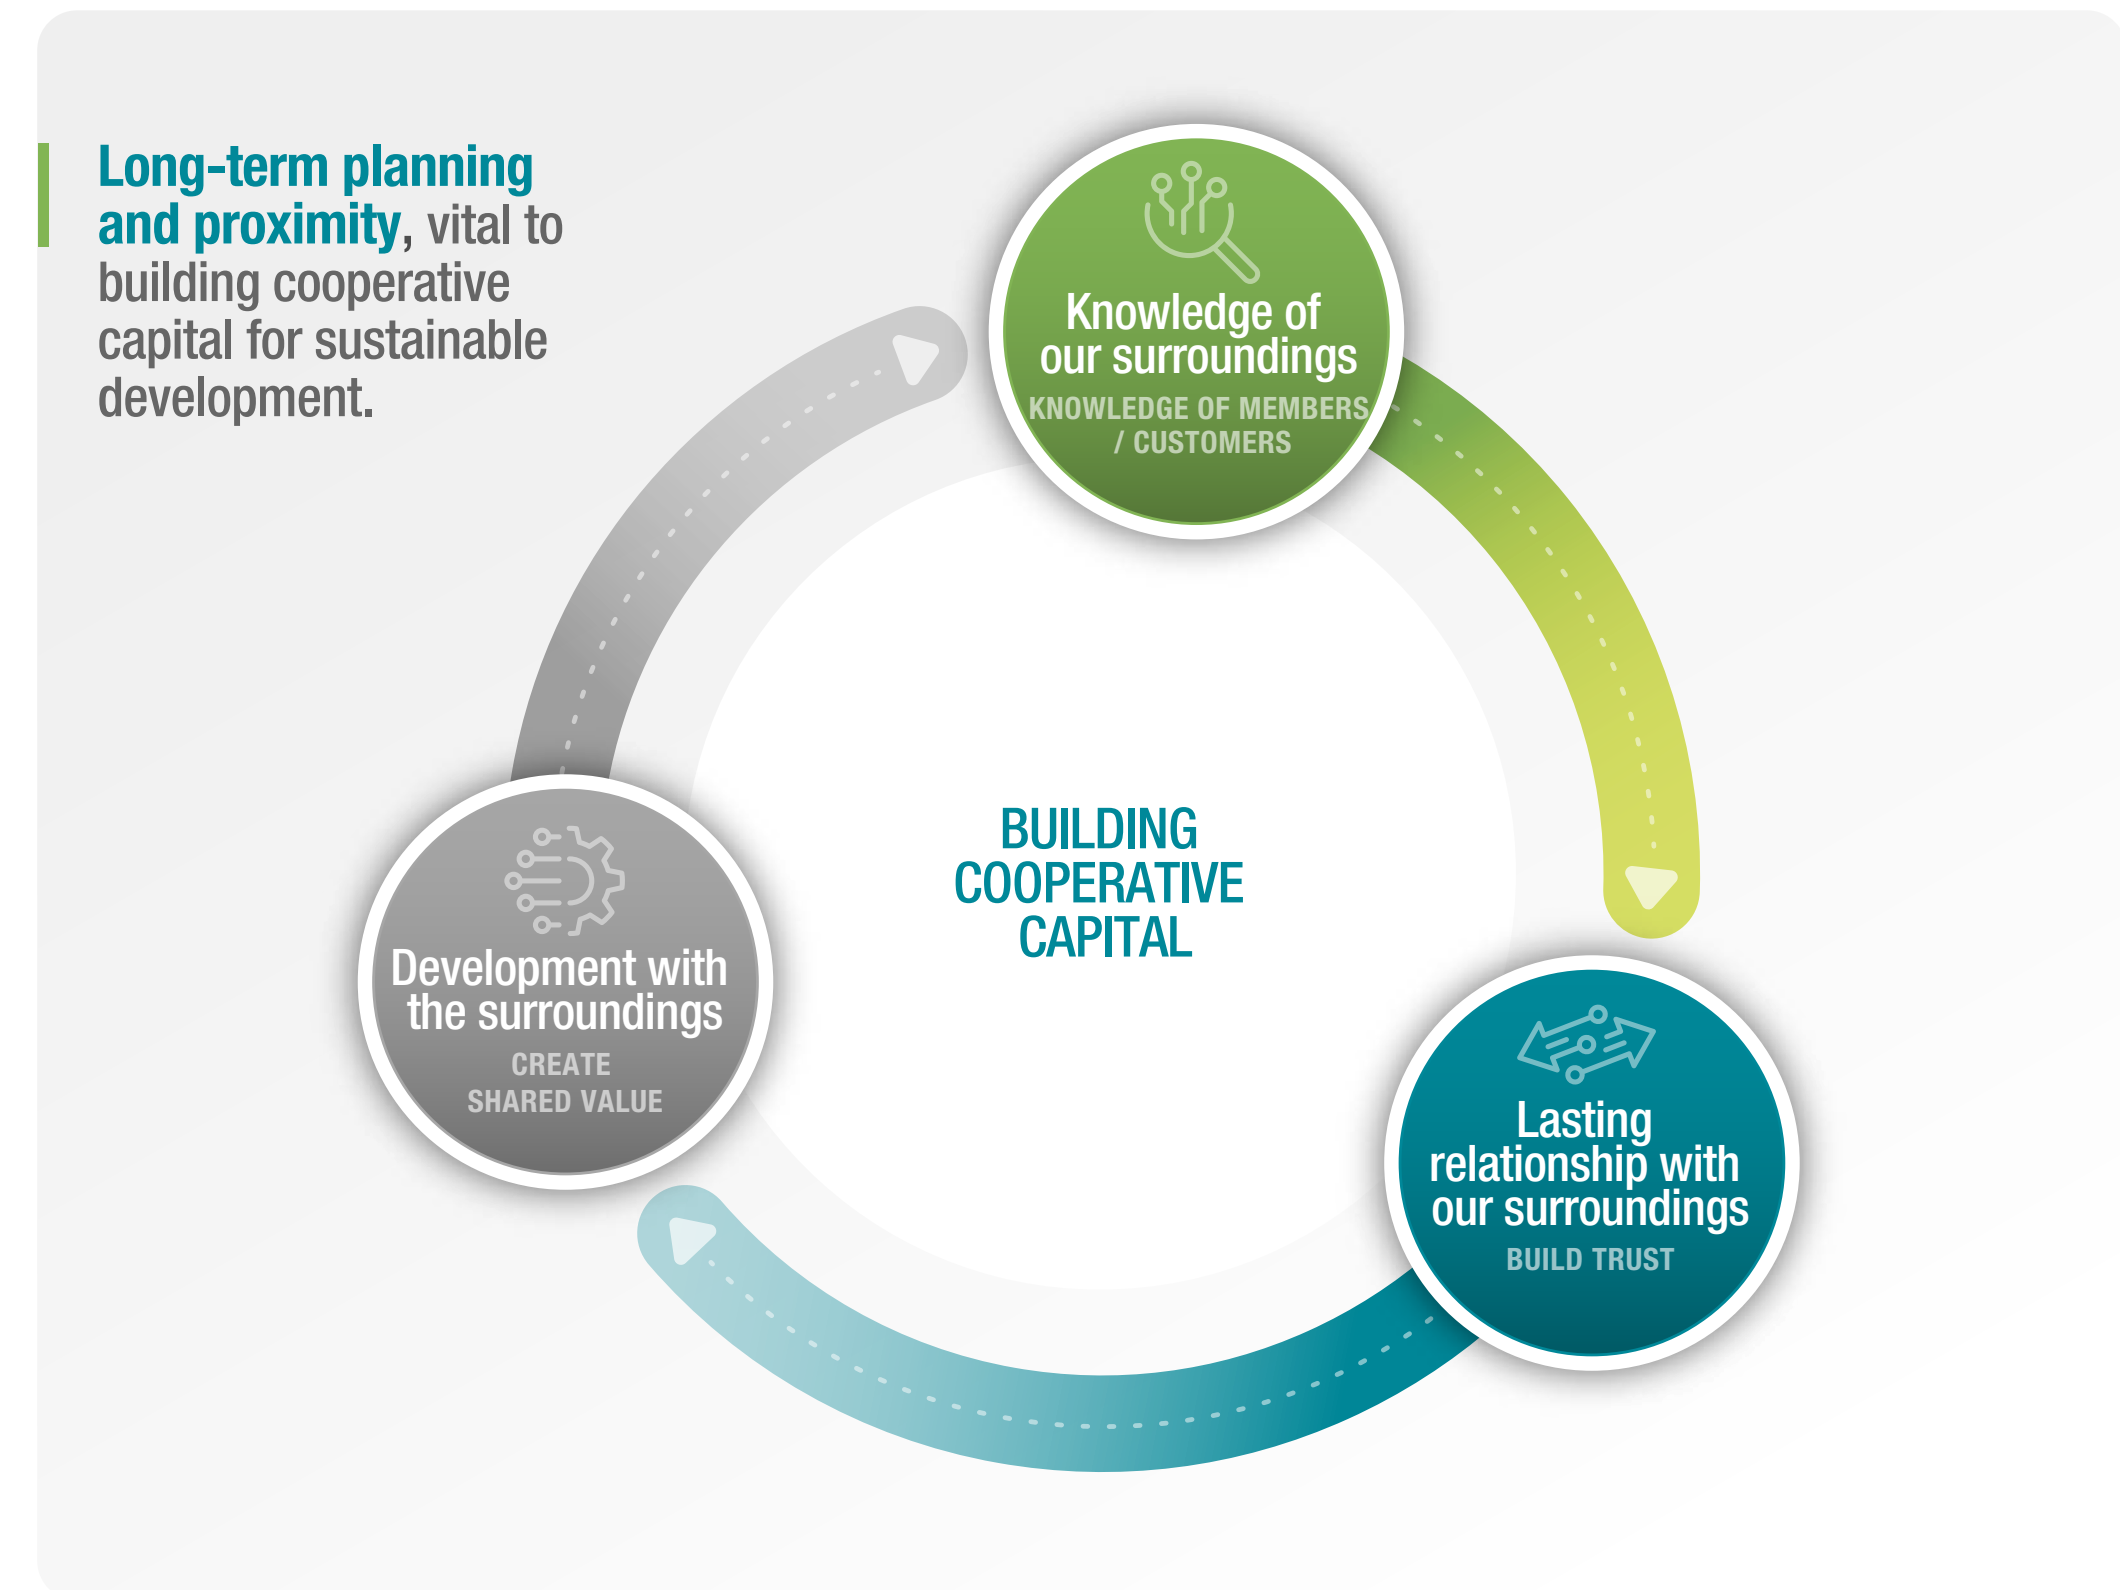 Long-term planning
and proximity, vital to
building cooperative
capital for sustainable
development.
Knowledge of
our surroundings
KNOWLEDGE OF MEMBERS
/ CUSTOMERS
BUILDING
COOPERATIVE
CAPITAL
Development with
the surroundings
CREATE
SHARED VALUE
Lasting
relationship with
our surroundings
BUILD TRUST